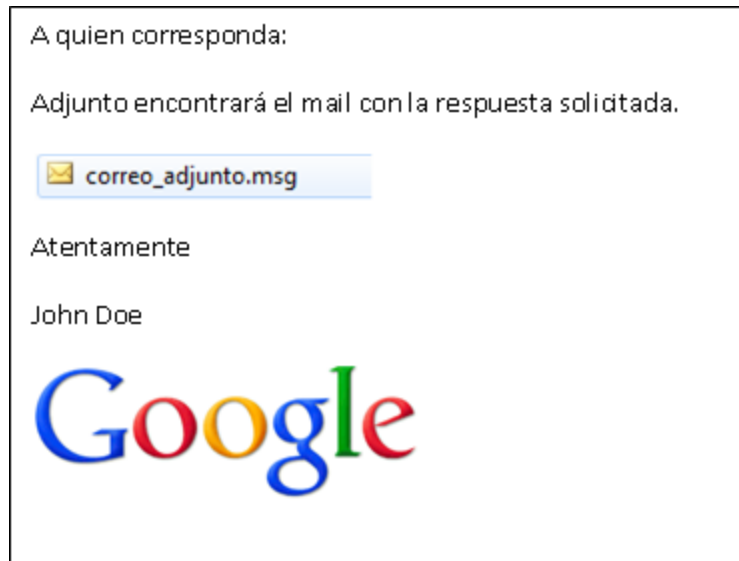 A quien corresponda:
Adjunto encontrará el mail con la respuesta solicitada.
correo_adjunto.msg
Atentamente
John Doe
Google